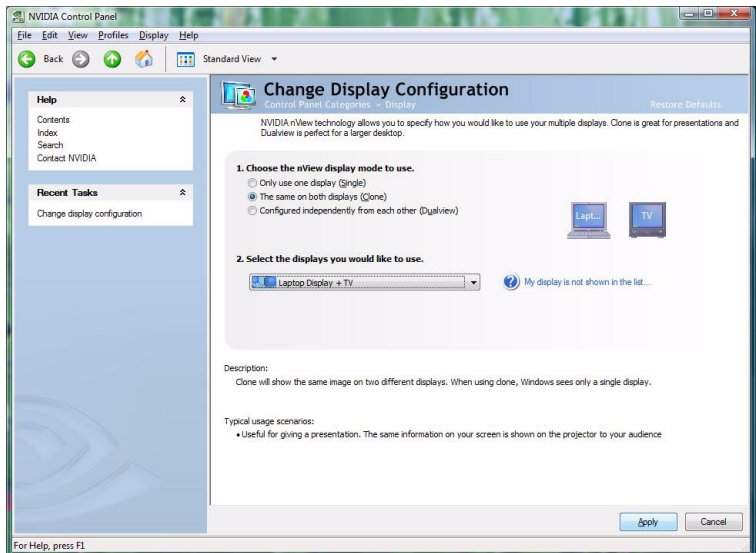 NVIDIA Control Panel
File Edit View Profiles Display Help
Back
Standard View
Help
Contents
Index
Search
Contact NVIDIA
Recent Tasks
Change display configuration
Change Display Configuration
Control Panel Categories » Display
Restore Defaults
NVIDIA nView technology allows you to specify how you would like to use your multiple displays. Clone is great for presentations and
Dualview is perfect for a larger desktop.
1. Choose the nView display mode to use.
Only use one display (Single)
The same on both displays (Clone)
Configured independently from each other (Dualview)
Lapt...
TV
2. Select the displays you would like to use.
Laptop Display + TV
My display is not shown in the list...
Description:
Clone will show the same image on two different displays. When using clone, Windows sees only a single display.
Typical usage scenarios:
• Useful for giving a presentation. The same information on your screen is shown on the projector to your audience
Apply
Cancel
For Help, press F1